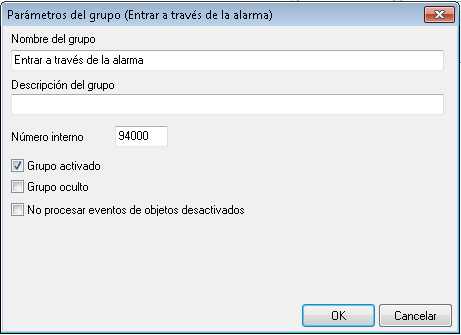 Parámetros del grupo (Entrar a través de la alarma)
Nombre del grupo
Entrar a través de la alarma
Descripción del grupo
Número interno 94000
Grupo activado
Grupo oculto
No procesar eventos de objetos desactivados
OK Cancelar